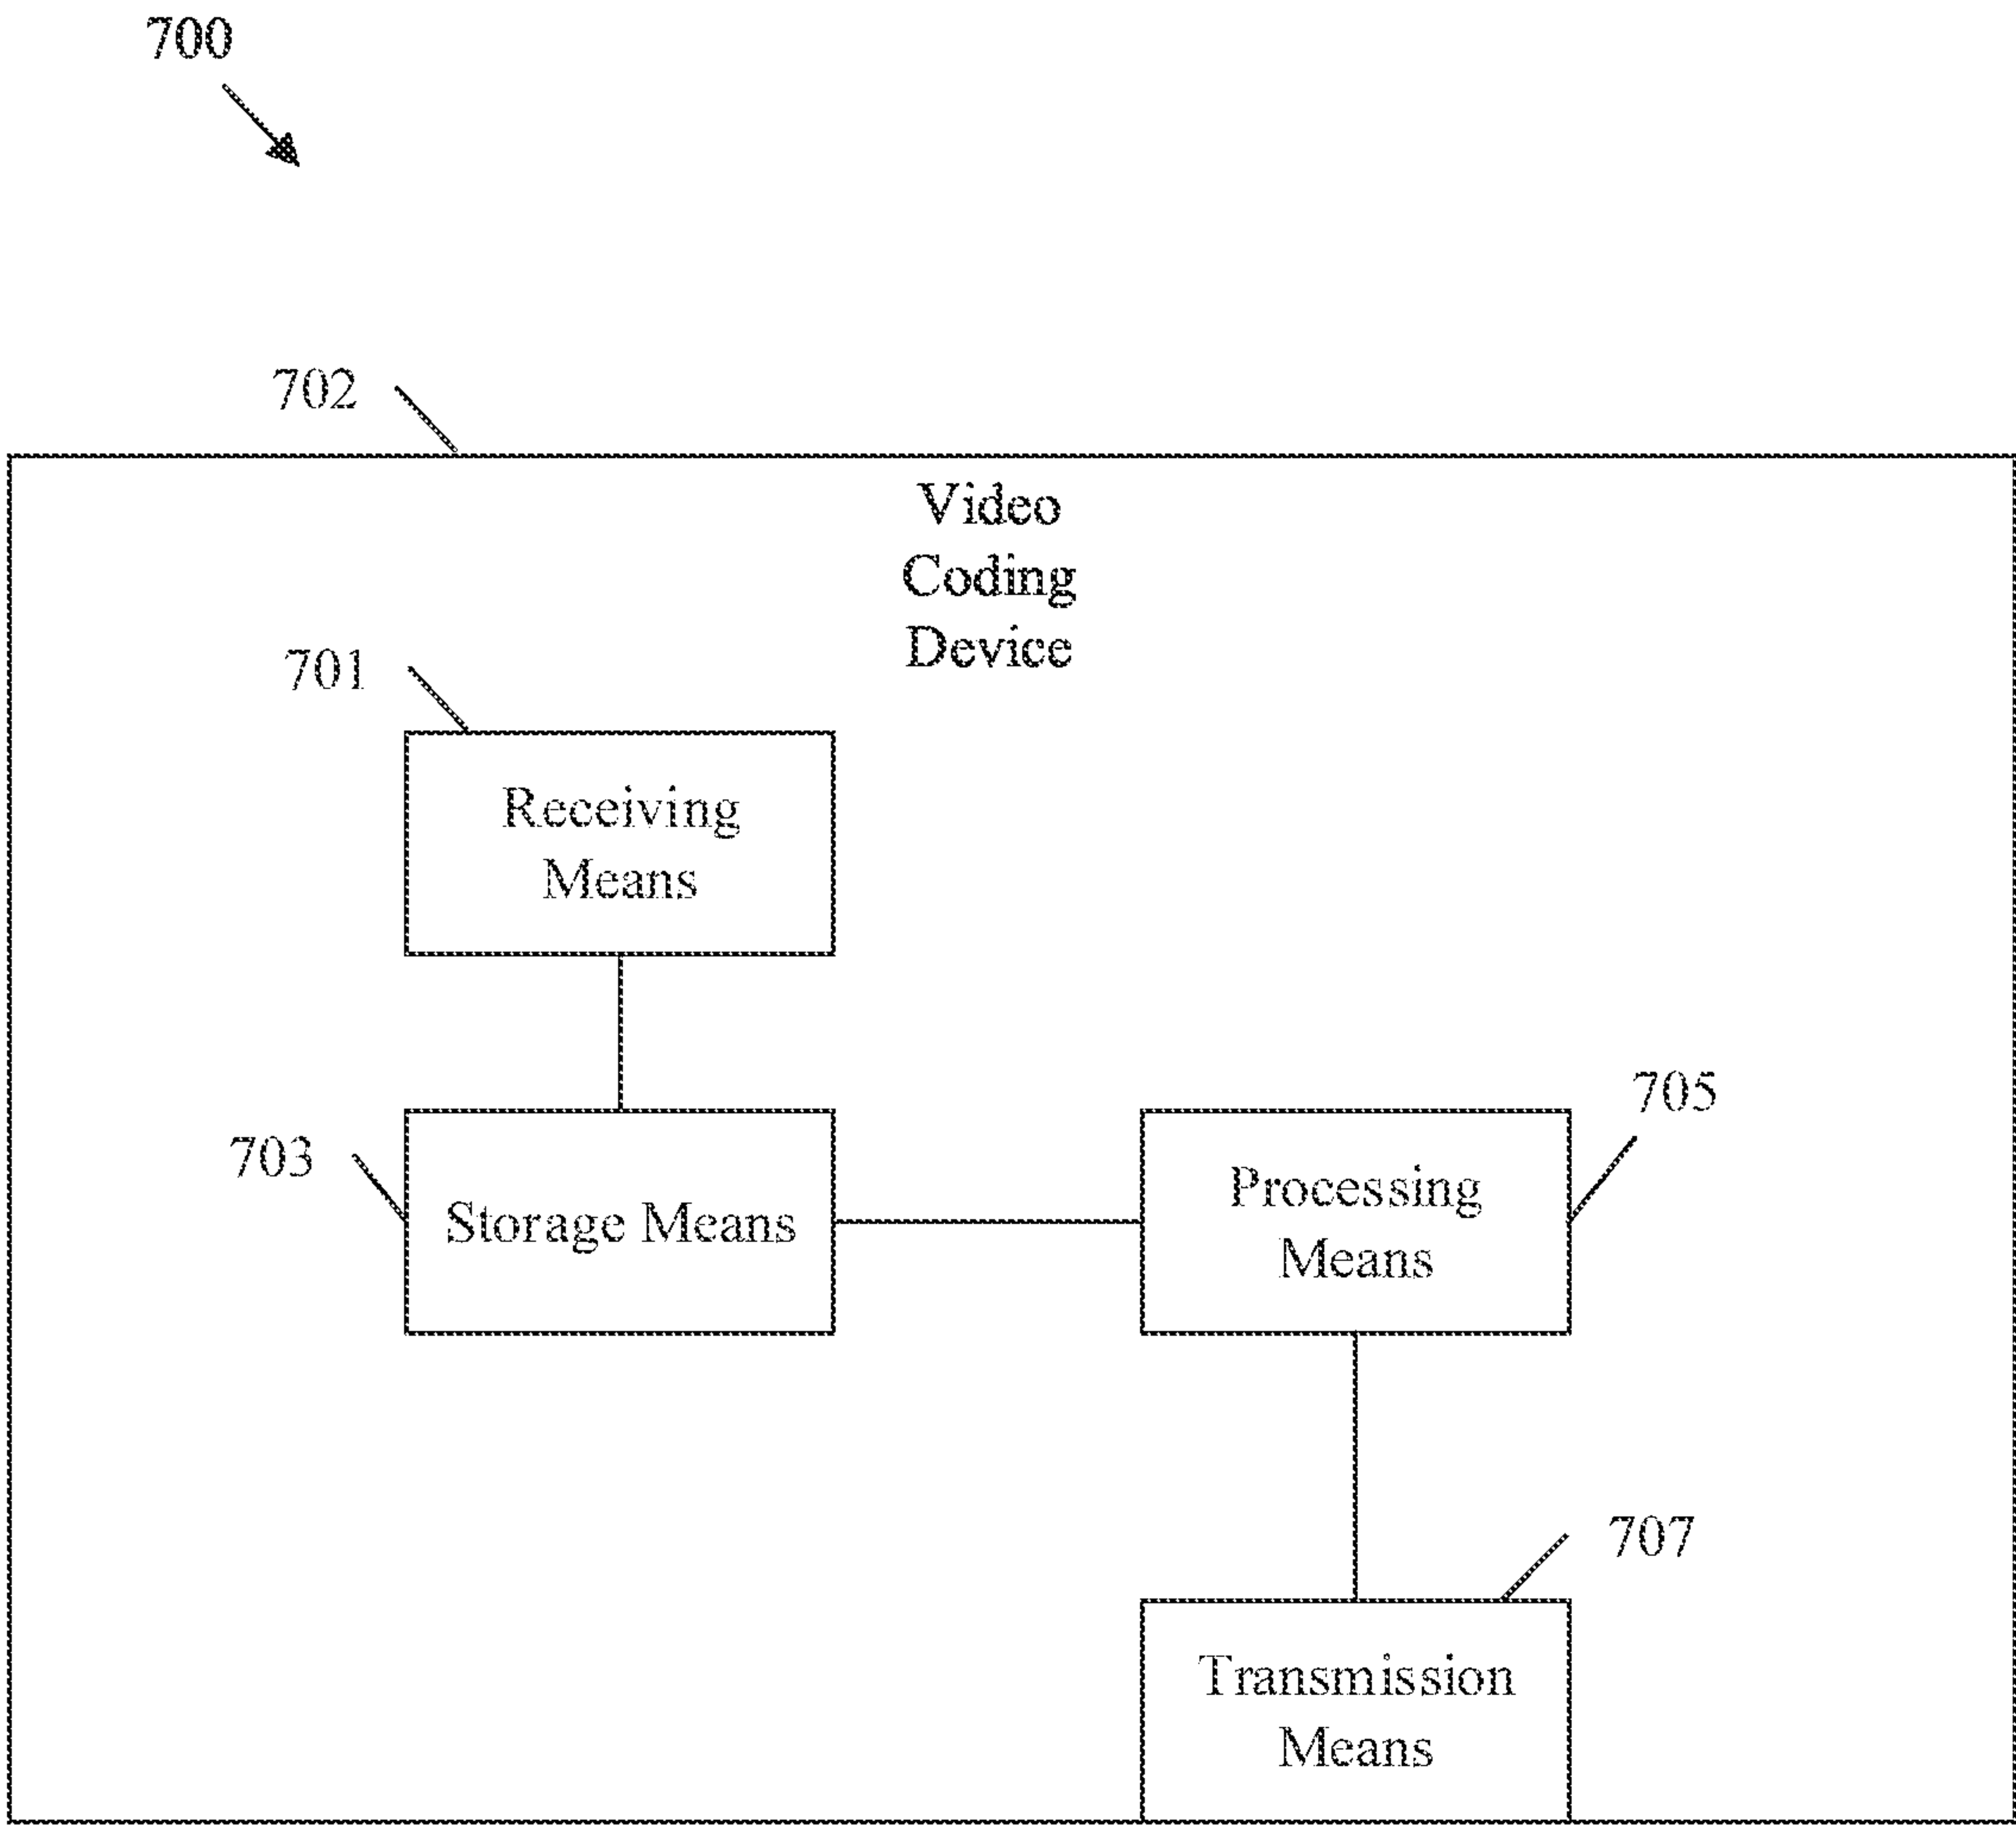 700
702
Video
Coding
Device
701
Receiving
Means
705
703
Storage Means
Processing
Means
707
Transmission
Means